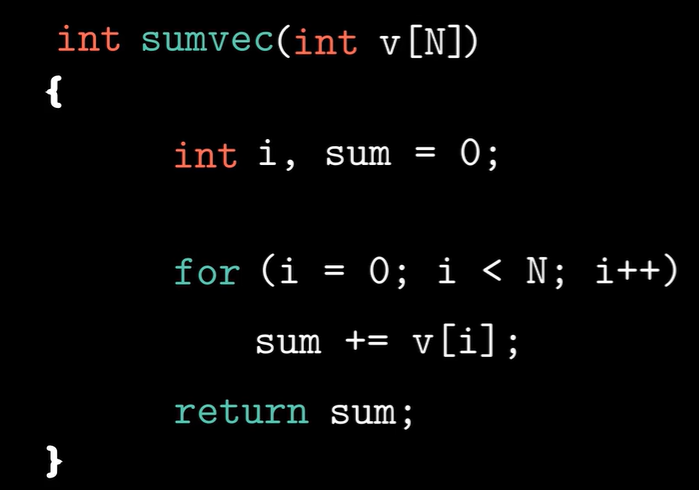 int sumvec(int v[N])
{
int i, sum = 0;
for (i = 0; i < N; i++)
sum += v[i];
return sum;
}